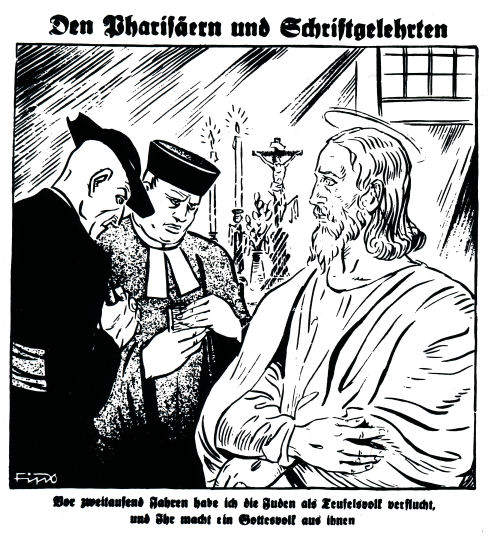 Den Pharisäern und Schriftgelehrten
Fips
Vor zweitausend Jahren habe ich die Juden als Teufelsvolk verflucht,
und Ihr macht ein Gottesvolk aus ihnen